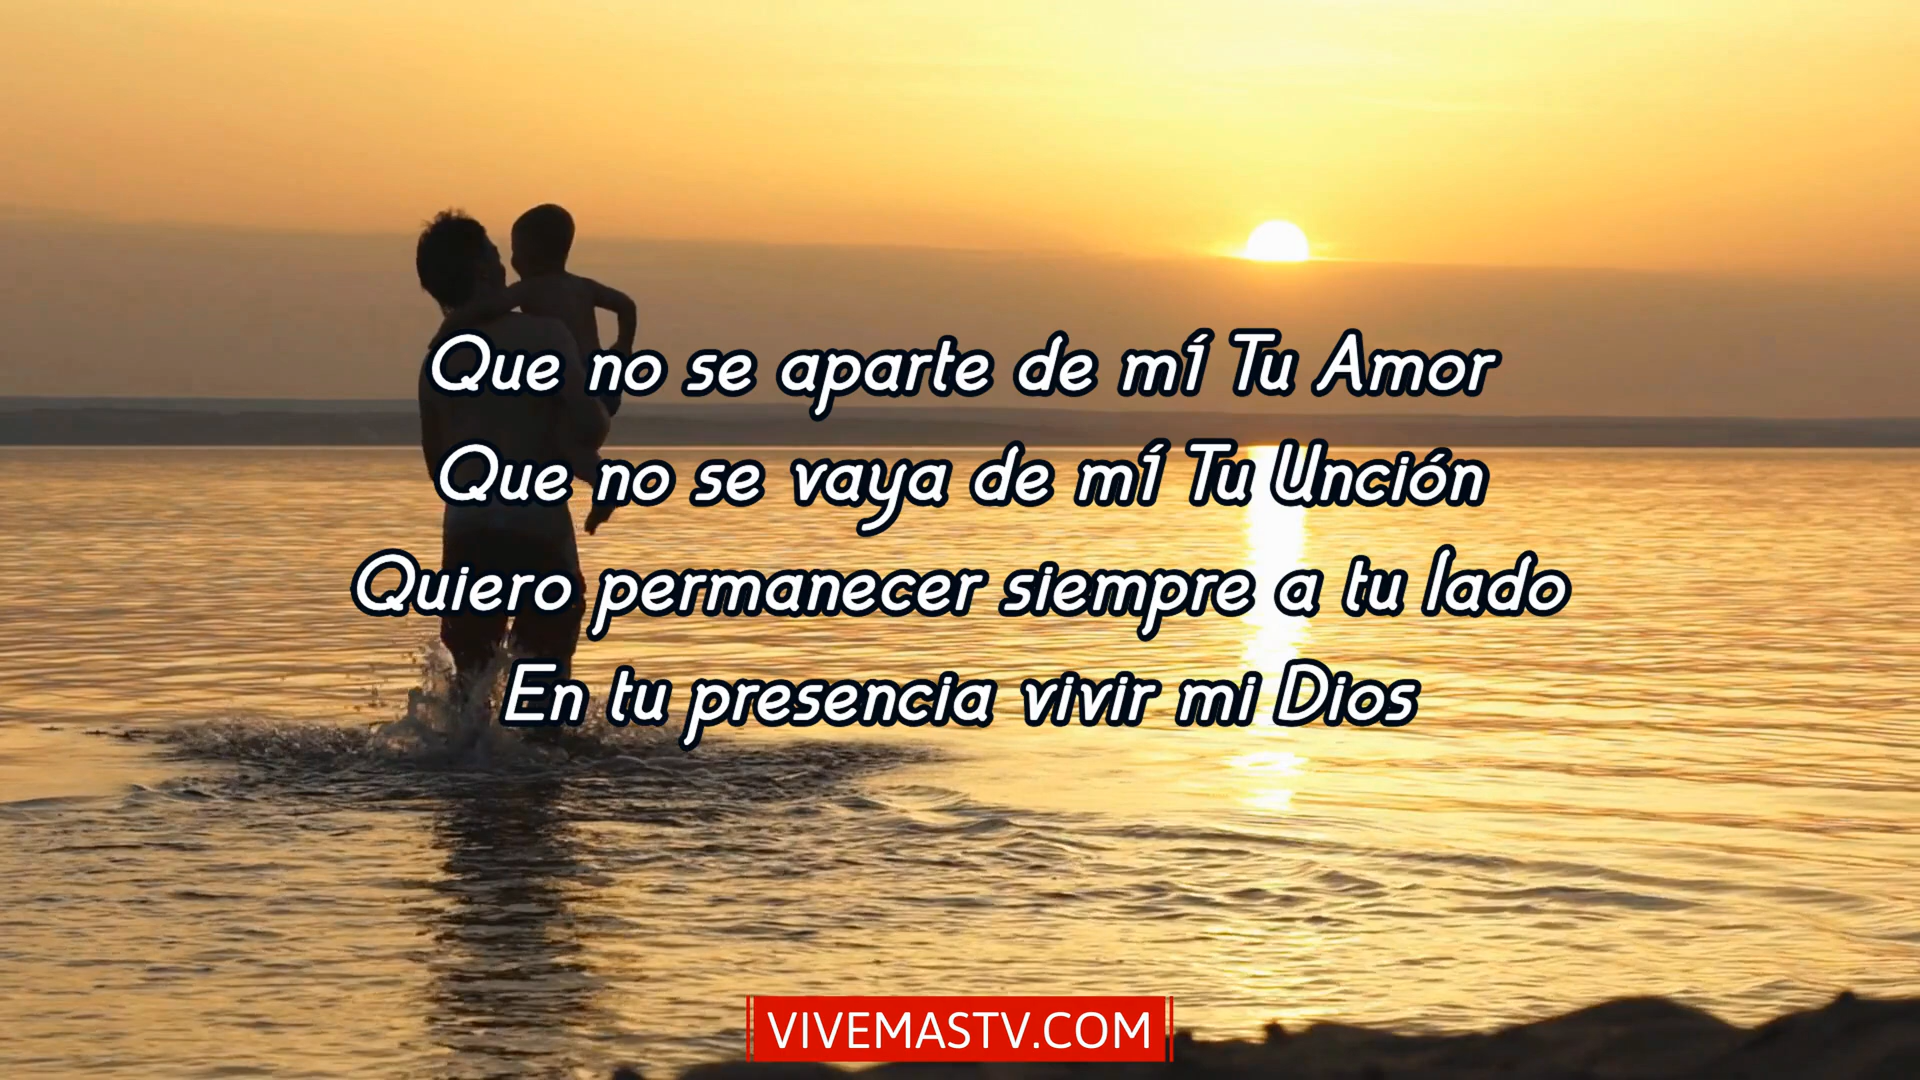 Que no se aparte de mí Tu Amor
Que no se vaya de mí Tu Unción
Quiero permanecer siempre a tu lado
En tu presencia vivir mi Dios
VIVEMASTV.COM